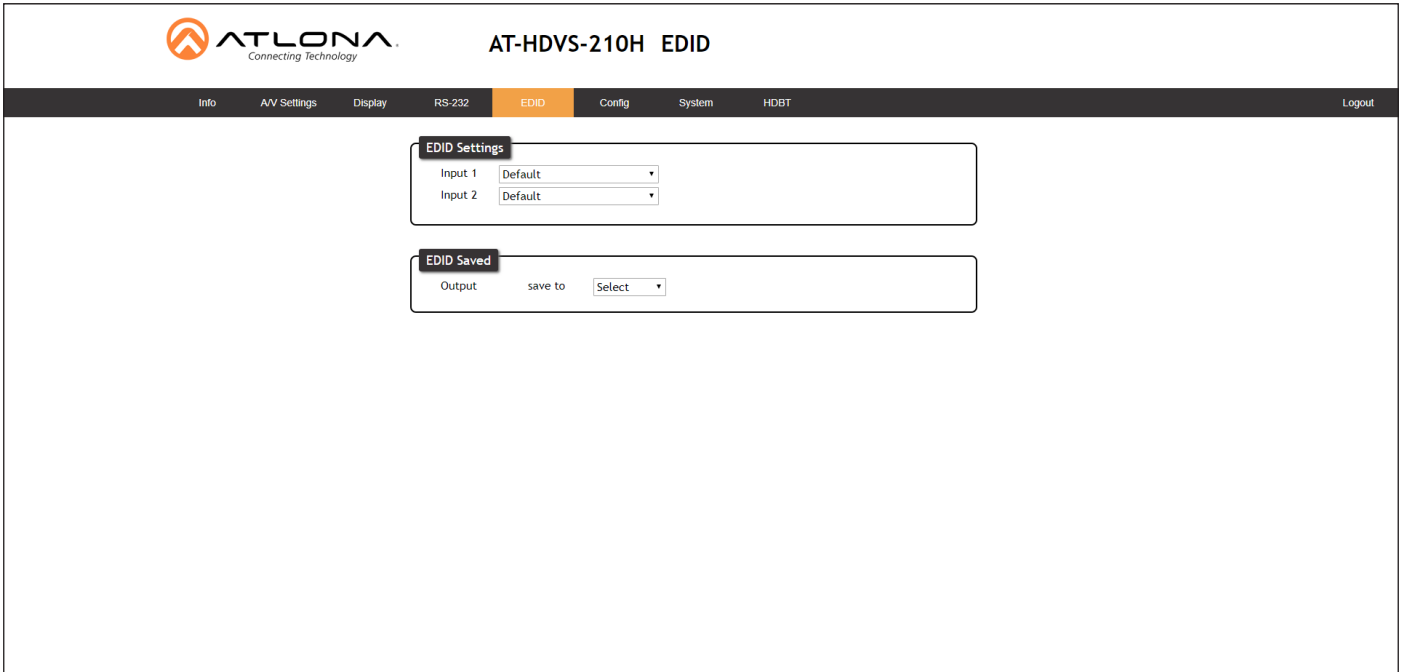 ATLONA.
Connecting Technology
AT-HDVS-210H EDID
Info A/V Settings Display RS-232 EDID Config System HDBT Logout
EDID Settings
Input 1 Default
Input 2 Default
EDID Saved
Output save to Select